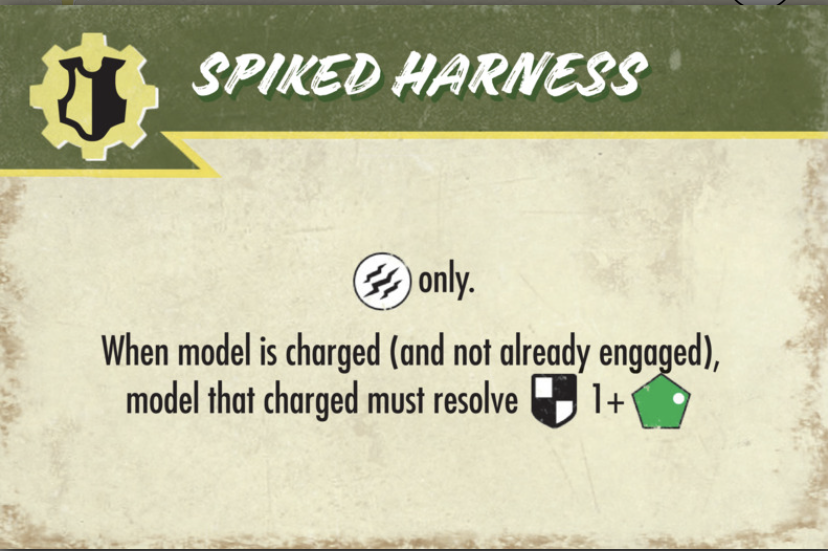 SPIKED HARNESS
only.
When model is charged (and not already engaged),
model that charged must resolve 1+